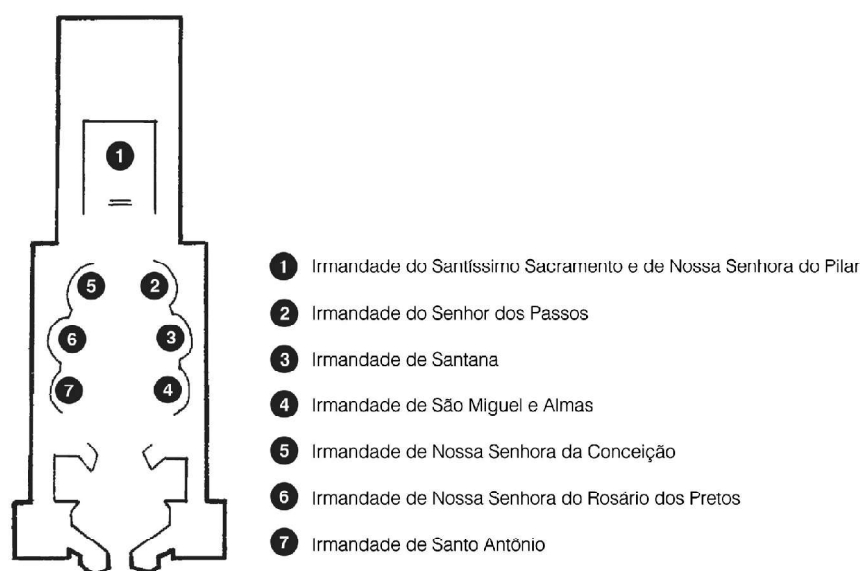 1
5
2
6
3
7
4
1 Irmandade do Santíssimo Sacramento e de Nossa Senhora do Pilar
2 Irmandade do Senhor dos Passos
3 Irmandade de Santana
4 Irmandade de São Miguel e Almas
5 Irmandade de Nossa Senhora da Conceição
6 Irmandade de Nossa Senhora do Rosário dos Pretos
7 Irmandade de Santo Antônio